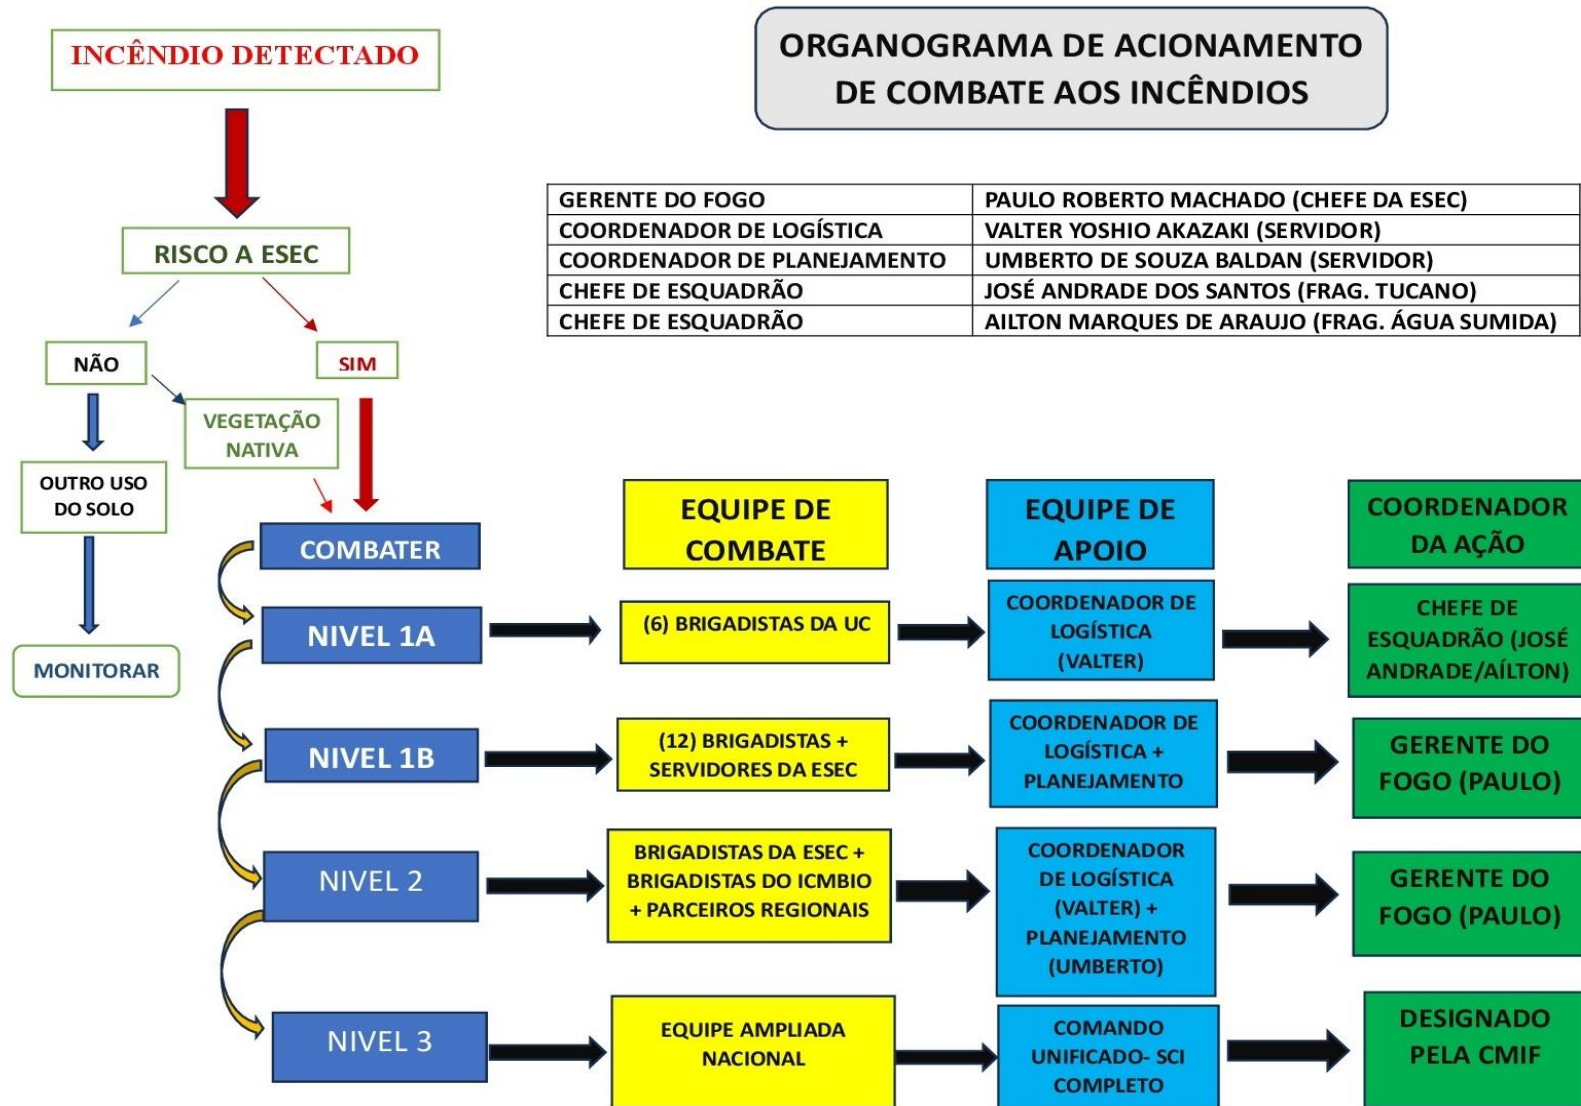 INCÊNDIO DETECTADO
ORGANOGRAMA DE ACIONAMENTO
DE COMBATE AOS INCÊNDIOS
GERENTE DO FOGO PAULO ROBERTO MACHADO (CHEFE DA ESEC)
COORDENADOR DE LOGÍSTICA VALTER YOSHIO AKAZAKI (SERVIDOR)
COORDENADOR DE PLANEJAMENTO UMBERTO DE SOUZA BALDAN (SERVIDOR)
CHEFE DE ESQUADRÃO JOSÉ ANDRADE DOS SANTOS (FRAG. TUCANO)
CHEFE DE ESQUADRÃO AILTON MARQUES DE ARAUJO (FRAG. ÁGUA SUMIDA)
RISCO A ESEC
NÃO
SIM
VEGETAÇÃO
NATIVA
OUTRO USO
DO SOLO
MONITORAR
COMBATER
EQUIPE DE
COMBATE
EQUIPE DE
APOIO
COORDENADOR
DA AÇÃO
NIVEL 1A
(6) BRIGADISTAS DA UC
COORDENADOR DE
LOGÍSTICA
(VALTER)
CHEFE DE
ESQUADRÃO (JOSÉ
ANDRADE/AÍLTON)
NIVEL 1B
(12) BRIGADISTAS +
SERVIDORES DA ESEC
COORDENADOR DE
LOGÍSTICA +
PLANEJAMENTO
GERENTE DO
FOGO (PAULO)
NIVEL 2
BRIGADISTAS DA ESEC +
BRIGADISTAS DO ICMBIO
+ PARCEIROS REGIONAIS
COORDENADOR
DE LOGÍSTICA
(VALTER) +
PLANEJAMENTO
(UMBERTO)
GERENTE DO
FOGO (PAULO)
NIVEL 3
EQUIPE AMPLIADA
NACIONAL
COMANDO
UNIFICADO- SCI
COMPLETO
DESIGNADO
PELA CMIF